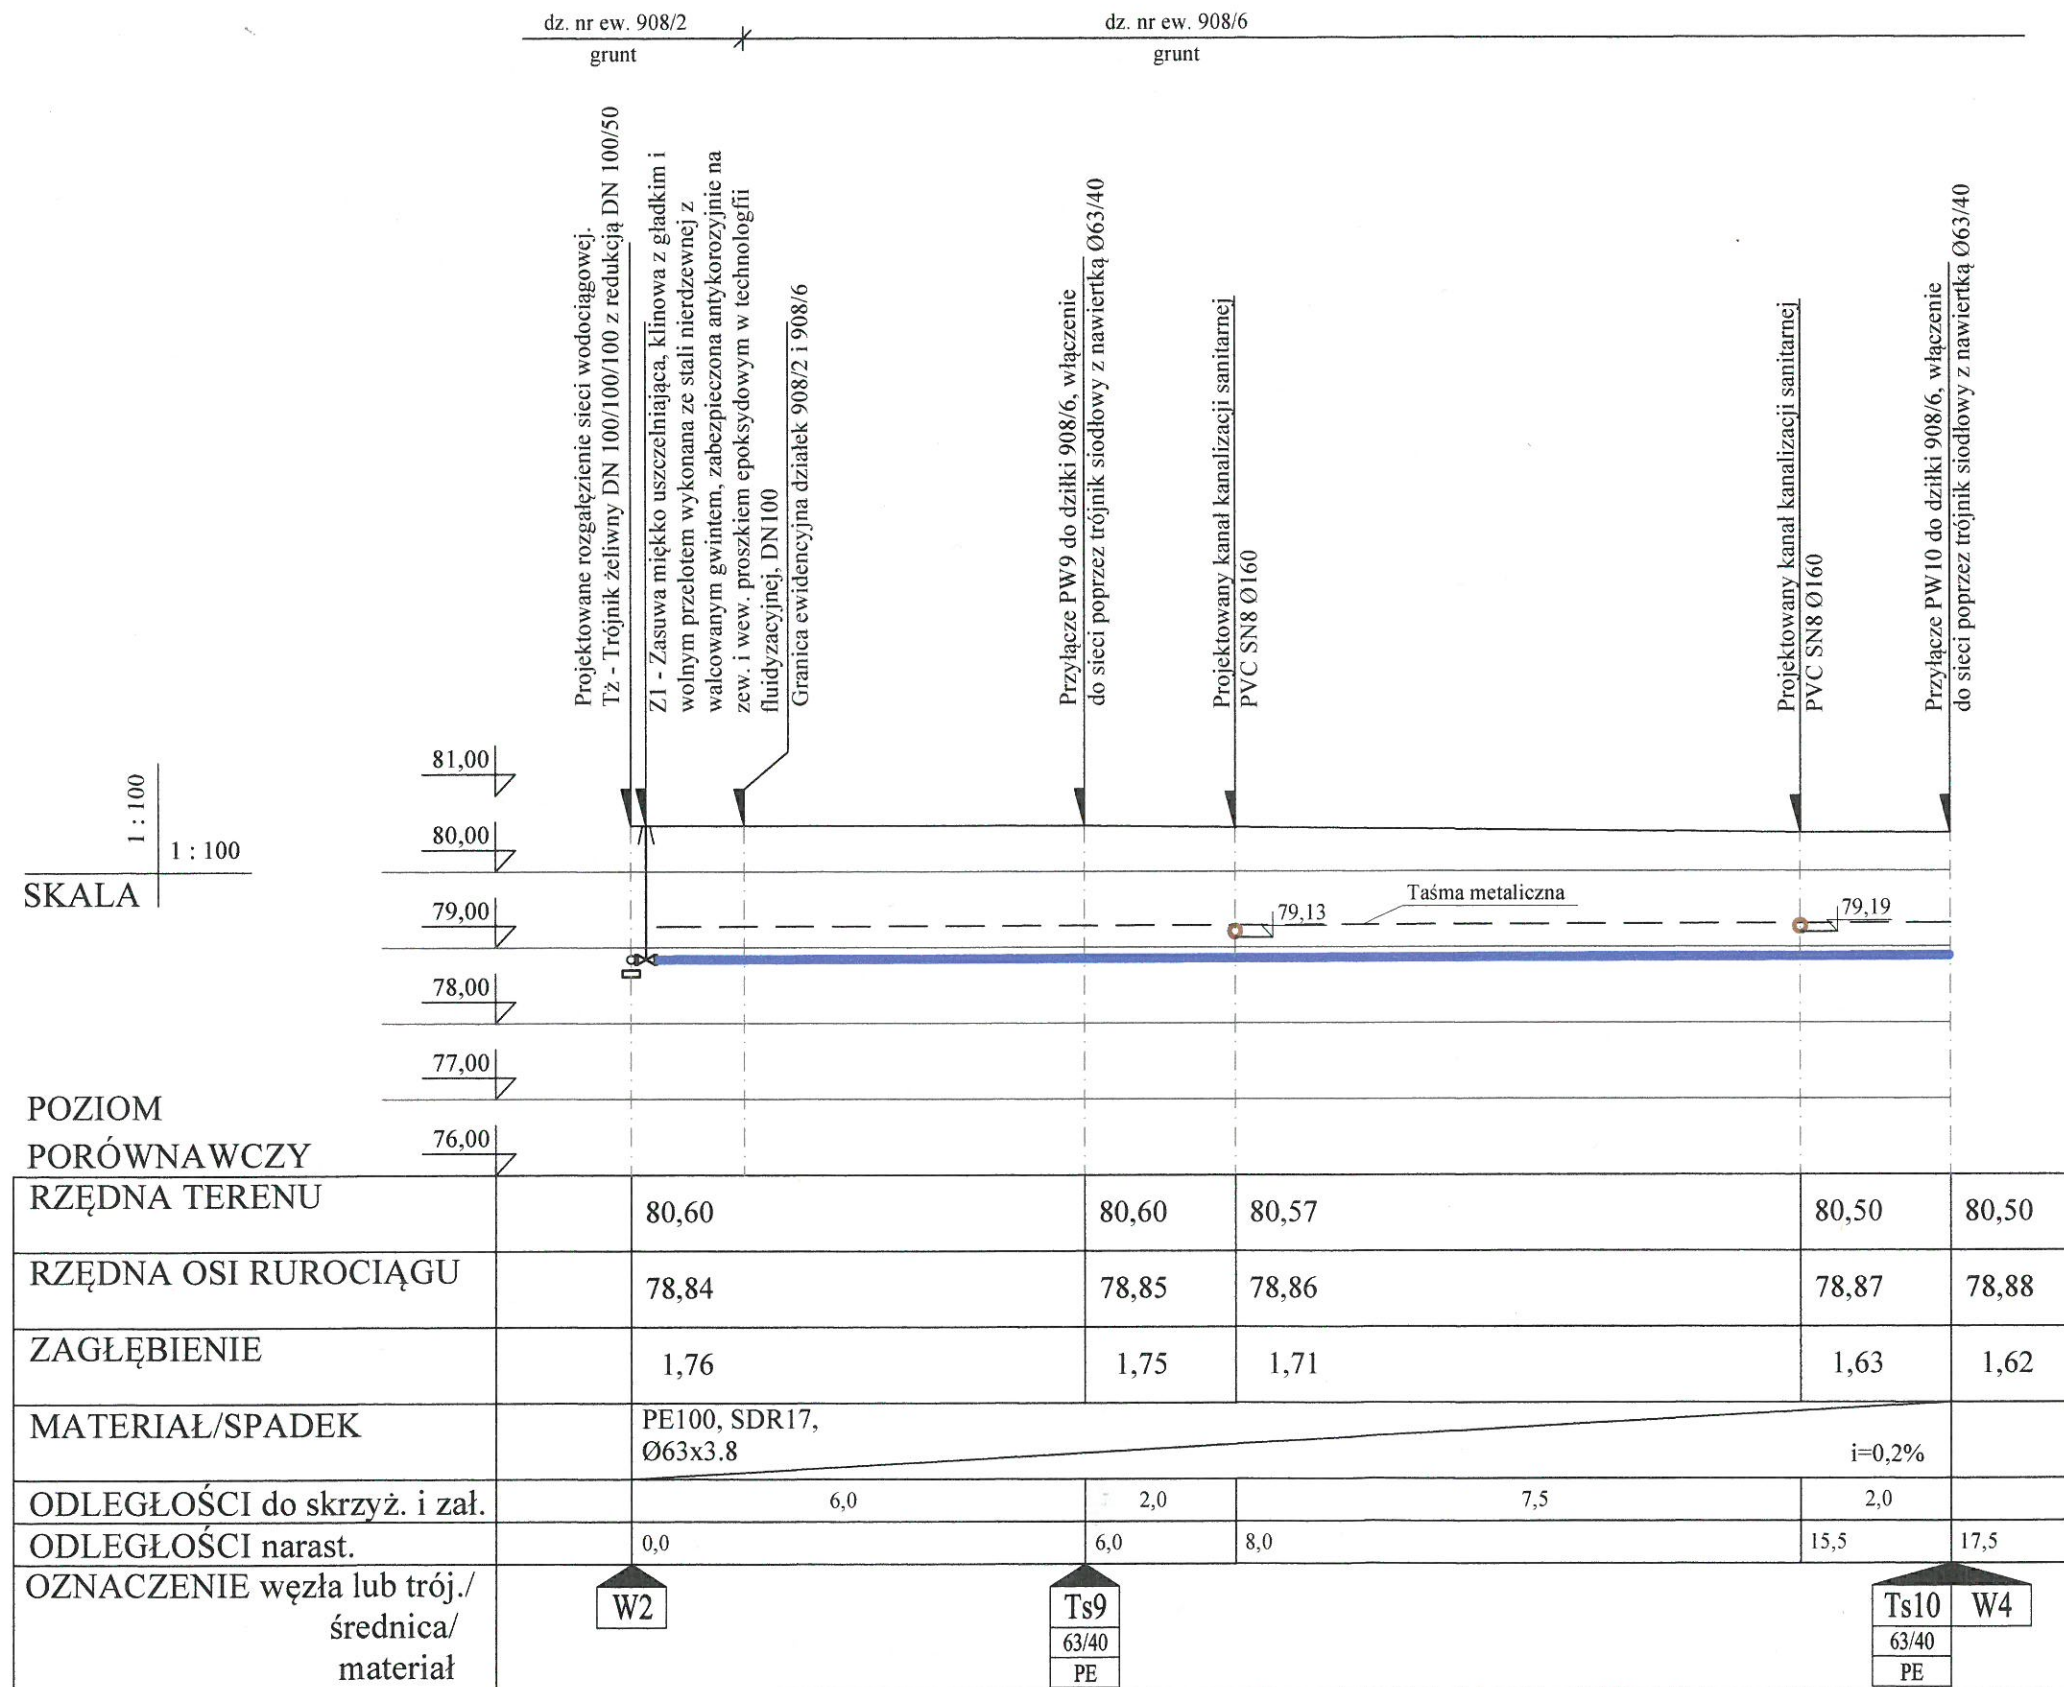 dz. nr ew. 908/2
dz. nr ew. 908/6
grunt
grunt
Projektowane rozgałęzienie sieci wodociągowej.
Tż - Trójnik żeliwny DN 100/100/100 z redukcją DN 100/50
Z1 - Zasuwa miękko uszczelniająca, klinowa z gładkim i
wolnym przelotem wykonana ze stali nierdzewnej z
walcowanym gwintem, zabezpieczona antykorozyjnie na
zew. i wew. proszkiem epoksydowym w technologfii
fluidyzacyjnej, DN100
Granica ewidencyjna działek 908/2 i 908/6
Przyłącze PW9 do dziłki 908/6, włączenie
do sieci poprzez trójnik siodłowy z nawiertką Ø63/40
Projektowany kanał kanalizacji sanitarnej
PVC SN8 Ø160
Projektowany kanał kanalizacji sanitarnej
PVC SN8 Ø160
Przyłącze PW10 do dziłki 908/6, włączenie
do sieci poprzez trójnik siodłowy z nawiertką Ø63/40
1 : 100
1 : 100
SKALA
81,00
80,00
79,00
78,00
77,00
76,00
Taśma metaliczna
79,13
79,19
POZIOM
PORÓWNAWCZY
RZĘDNA TERENU
80,60 80,60 80,57 80,50 80,50
RZĘDNA OSI RUROCIĄGU
78,84 78,85 78,86 78,87 78,88
ZAGŁĘBIENIE
1,76 1,75 1,71 1,63 1,62
MATERIAŁ/SPADEK
PE100, SDR17,
Ø63x3.8
i=0,2%
ODLEGŁOŚCI do skrzyż. i zał.
6,0 2,0 7,5 2,0
ODLEGŁOŚCI narast.
0,0 6,0 8,0 15,5 17,5
OZNACZENIE węzła lub trój./
średnica/
materiał
W2
Ts9
63/40
PE
Ts10
63/40
PE
W4